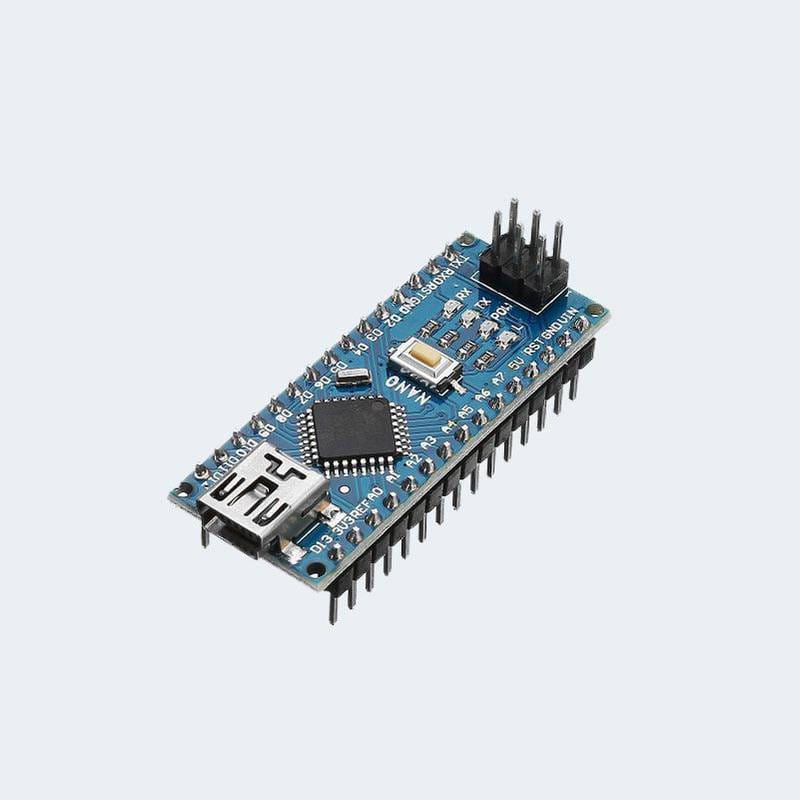 TX1 RX0 RST GND D2 D3 D4 D5 D6 D7 D8 D9 D10 D11 D12
RX
TX
POW
NANO
D13 3V3 REF A0 A1 A2 A3 A4 A5 A6 A7 5V RST GND VIN